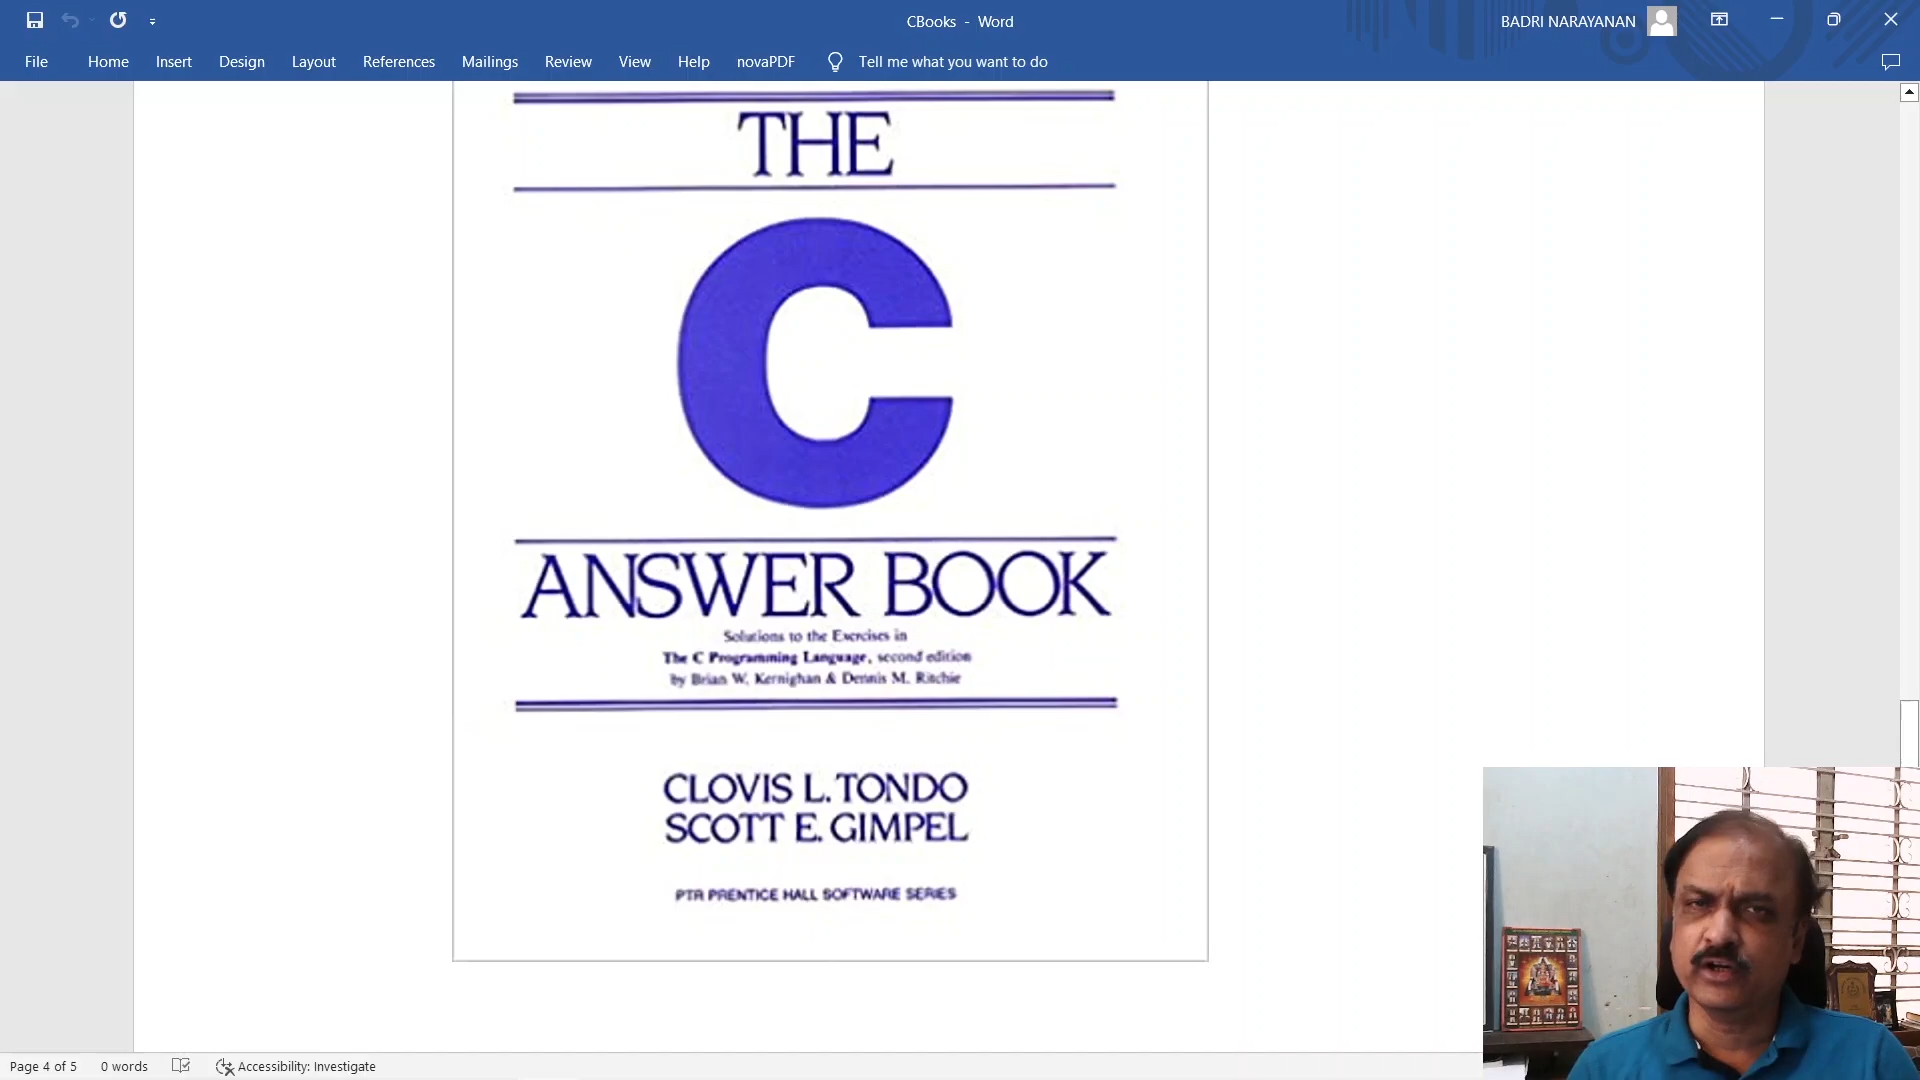 CBooks - Word
BADRI NARAYANAN
File Home Insert Design Layout References Mailings Review View Help novaPDF Tell me what you want to do
THE
C
ANSWER BOOK
Solutions to the Exercises in
The C Programming Language, second edition
by Brian W. Kernighan & Dennis M. Ritchie
CLOVIS L. TONDO
SCOTT E. GIMPEL
PTR PRENTICE HALL SOFTWARE SERIES
Page 4 of 5 0 words Accessibility: Investigate